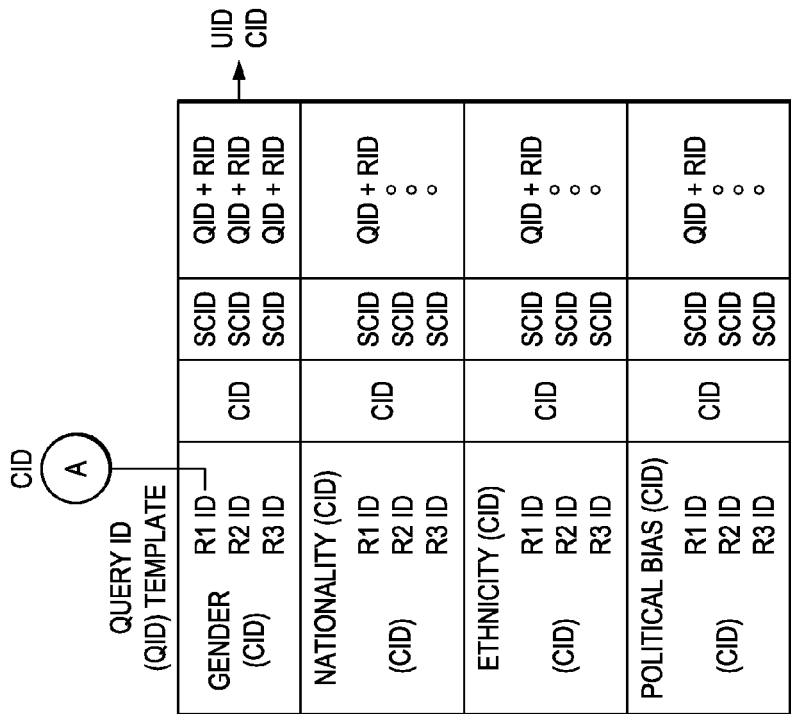 CID
A
QUERY ID
(QID) TEMPLATE
UID
CID
GENDER
(CID)
R1 ID
R2 ID
R3 ID
CID
SCID
SCID
SCID
QID + RID
QID + RID
QID + RID
NATIONALITY (CID)
(CID)
R1 ID
R2 ID
R3 ID
CID
SCID
SCID
SCID
QID + RID
ETHNICITY (CID)
(CID)
R1 ID
R2 ID
R3 ID
CID
SCID
SCID
SCID
QID + RID
POLITICAL BIAS (CID)
(CID)
R1 ID
R2 ID
R3 ID
CID
SCID
SCID
SCID
QID + RID